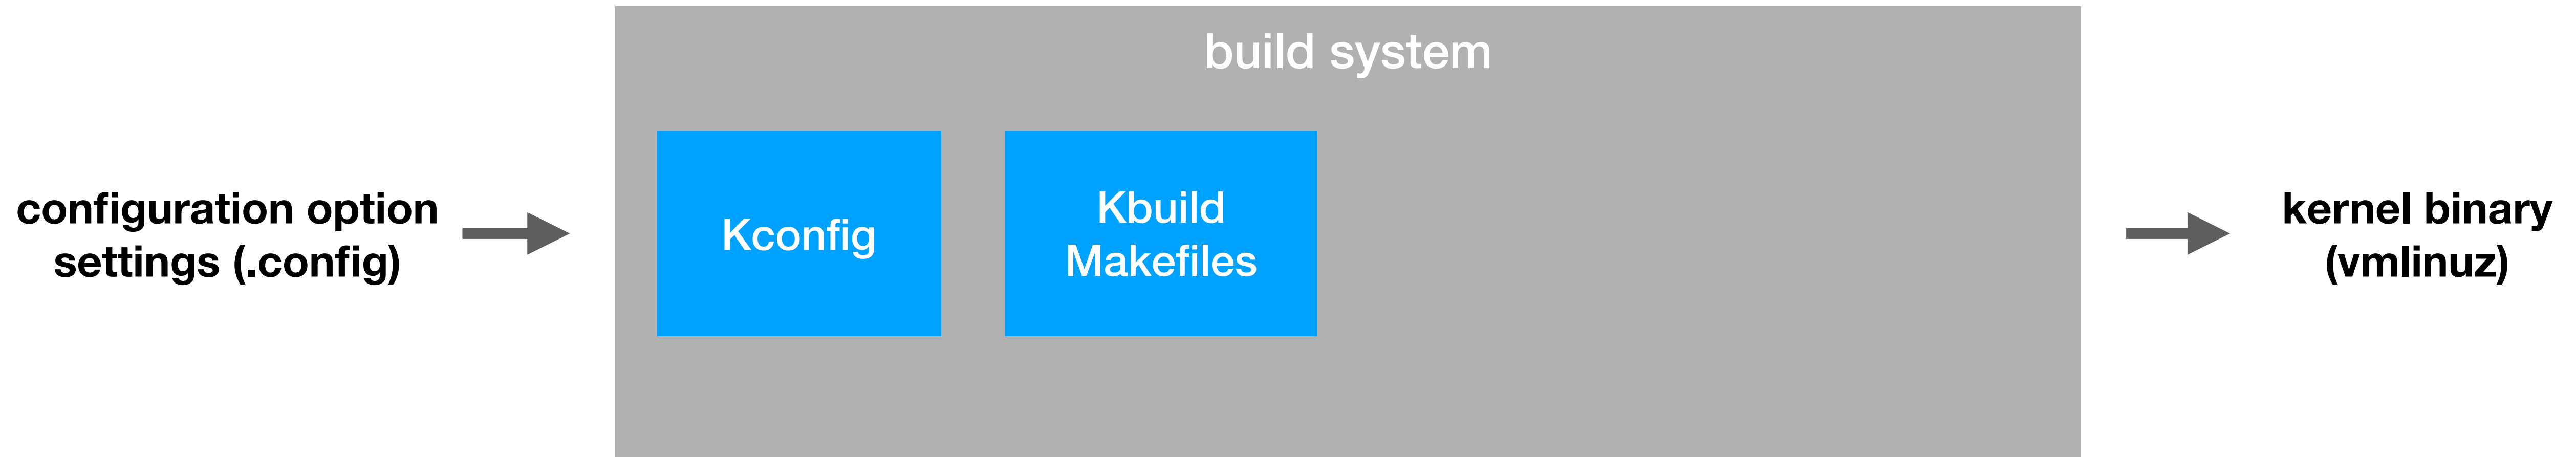 build system
configuration option
settings (.config)
Kconfig
Kbuild
Makefiles
kernel binary
(vmlinuz)